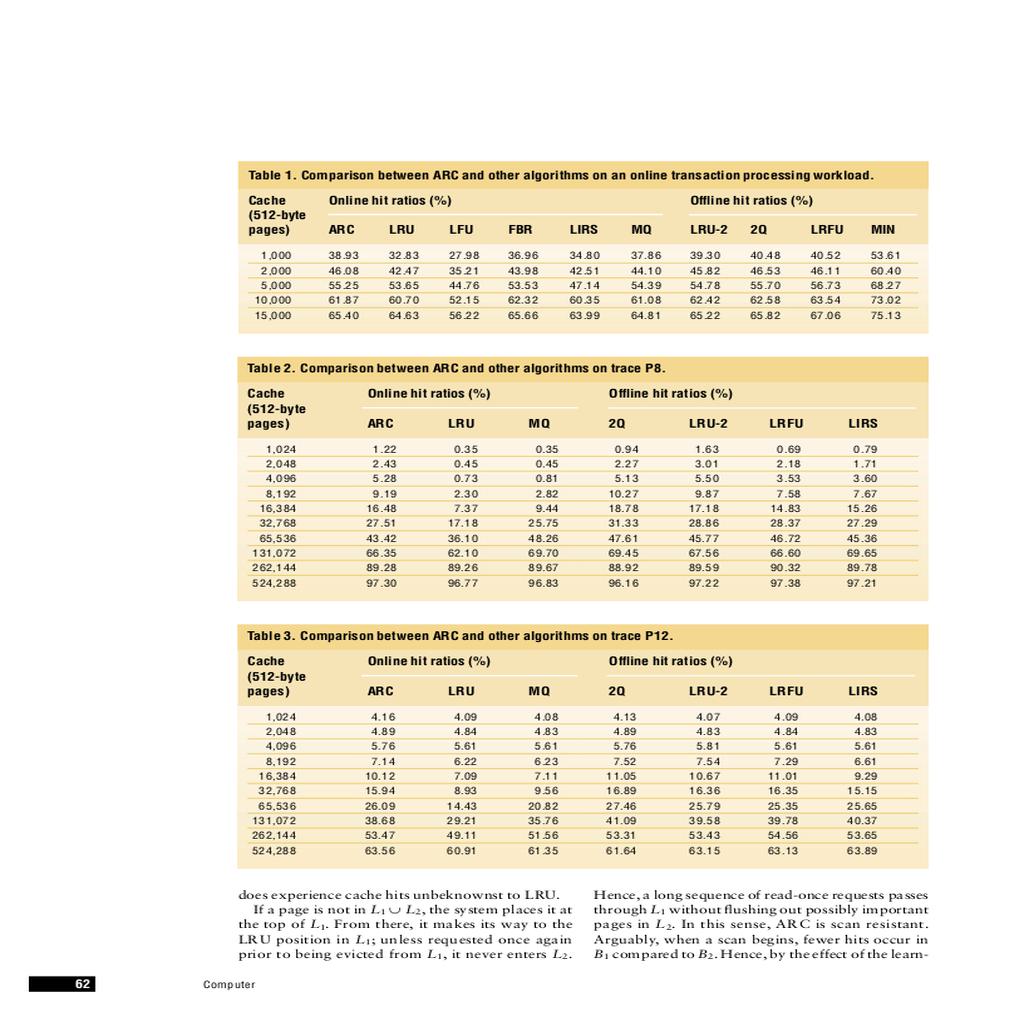 Table 1. Comparison between ARC and other algorithms on an online transaction processing workload.
Cache Online hit ratios (%) Offline hit ratios (%)
(512-byte
pages) ARC LRU LFU FBR LIRS MQ LRU-2 2Q LRFU MIN
1,000 38.93 32.83 27.98 36.96 34.80 37.86 39.30 40.48 40.52 53.61
2,000 46.08 42.47 35.21 43.98 42.51 44.10 45.82 46.53 46.11 60.40
5,000 55.25 53.65 44.76 53.53 47.14 54.39 54.78 55.70 56.73 68.27
10,000 61.87 60.70 52.15 62.32 60.35 61.08 62.42 62.58 63.54 73.02
15,000 65.40 64.63 56.22 65.66 63.99 64.81 65.22 65.82 67.06 75.13
Table 2. Comparison between ARC and other algorithms on trace P8.
Cache Online hit ratios (%) Offline hit ratios (%)
(512-byte
pages) ARC LRU MQ 2Q LRU-2 LRFU LIRS
1,024 1.22 0.35 0.35 0.94 1.63 0.69 0.79
2,048 2.43 0.45 0.45 2.27 3.01 2.18 1.71
4,096 5.28 0.73 0.81 5.13 5.50 3.53 3.60
8,192 9.19 2.30 2.82 10.27 9.87 7.58 7.67
16,384 16.48 7.37 9.44 18.78 17.18 14.83 15.26
32,768 27.51 17.18 25.75 31.33 28.86 28.37 27.29
65,536 43.42 36.10 48.26 47.61 45.77 46.72 45.36
131,072 66.35 62.10 69.70 69.45 67.56 66.60 69.65
262,144 89.28 89.26 89.67 88.92 89.59 90.32 89.78
524,288 97.30 96.77 96.83 96.16 97.22 97.38 97.21
Table 3. Comparison between ARC and other algorithms on trace P12.
Cache Online hit ratios (%) Offline hit ratios (%)
(512-byte
pages) ARC LRU MQ 2Q LRU-2 LRFU LIRS
1,024 4.16 4.09 4.08 4.13 4.07 4.09 4.08
2,048 4.89 4.84 4.83 4.89 4.83 4.84 4.83
4,096 5.76 5.61 5.61 5.76 5.81 5.61 5.61
8,192 7.14 6.22 6.23 7.52 7.54 7.29 6.61
16,384 10.12 7.09 7.11 11.05 10.67 11.01 9.29
32,768 15.94 8.93 9.56 16.89 16.36 16.35 15.15
65,536 26.09 14.43 20.82 27.46 25.79 25.35 25.65
131,072 38.68 29.21 35.76 41.09 39.58 39.78 40.37
262,144 53.47 49.11 51.56 53.31 53.43 54.56 53.65
524,288 63.56 60.91 61.35 61.64 63.15 63.13 63.89
does experience cache hits unbeknownst to LRU.
If a page is not in L1 ∪ L2, the system places it at
the top of L1. From there, it makes its way to the
LRU position in L1; unless requested once again
prior to being evicted from L1, it never enters L2.
Hence, a long sequence of read-once requests passes
through L1 without flushing out possibly important
pages in L2. In this sense, ARC is scan resistant.
Arguably, when a scan begins, fewer hits occur in
B1 compared to B2. Hence, by the effect of the learn-
62 Computer